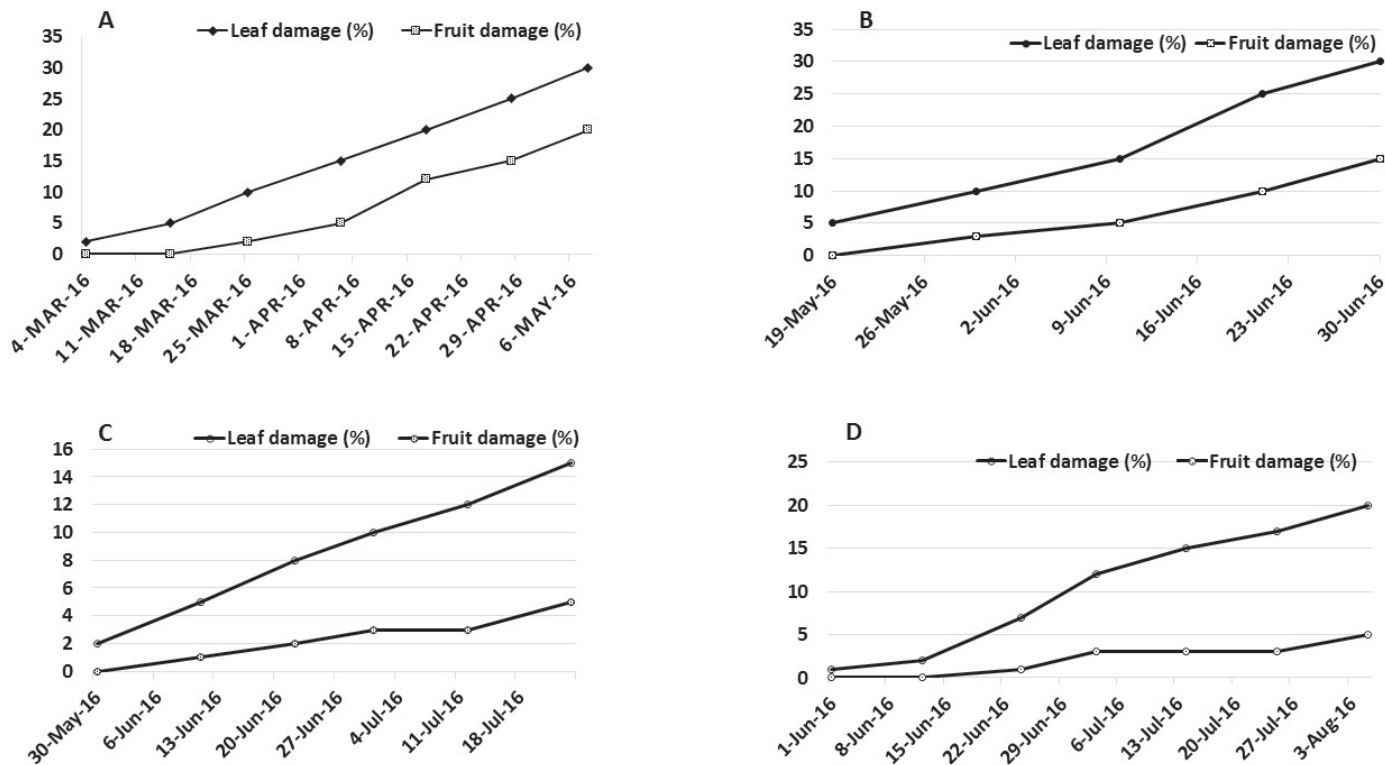 A
Leaf damage (%) Fruit damage (%)
35
30
25
20
15
10
5
0
4-MAR-16 11-MAR-16 18-MAR-16 25-MAR-16 1-APR-16 8-APR-16 15-APR-16 22-APR-16 29-APR-16 6-MAY-16
B
Leaf damage (%) Fruit damage (%)
35
30
25
20
15
10
5
0
19-May-16 26-May-16 2-Jun-16 9-Jun-16 16-Jun-16 23-Jun-16 30-Jun-16
C
Leaf damage (%) Fruit damage (%)
16
14
12
10
8
6
4
2
0
30-May-16 6-Jun-16 13-Jun-16 20-Jun-16 27-Jun-16 4-Jul-16 11-Jul-16 18-Jul-16
D
Leaf damage (%) Fruit damage (%)
25
20
15
10
5
0
1-Jun-16 8-Jun-16 15-Jun-16 22-Jun-16 29-Jun-16 6-Jul-16 13-Jul-16 20-Jul-16 27-Jul-16 3-Aug-16